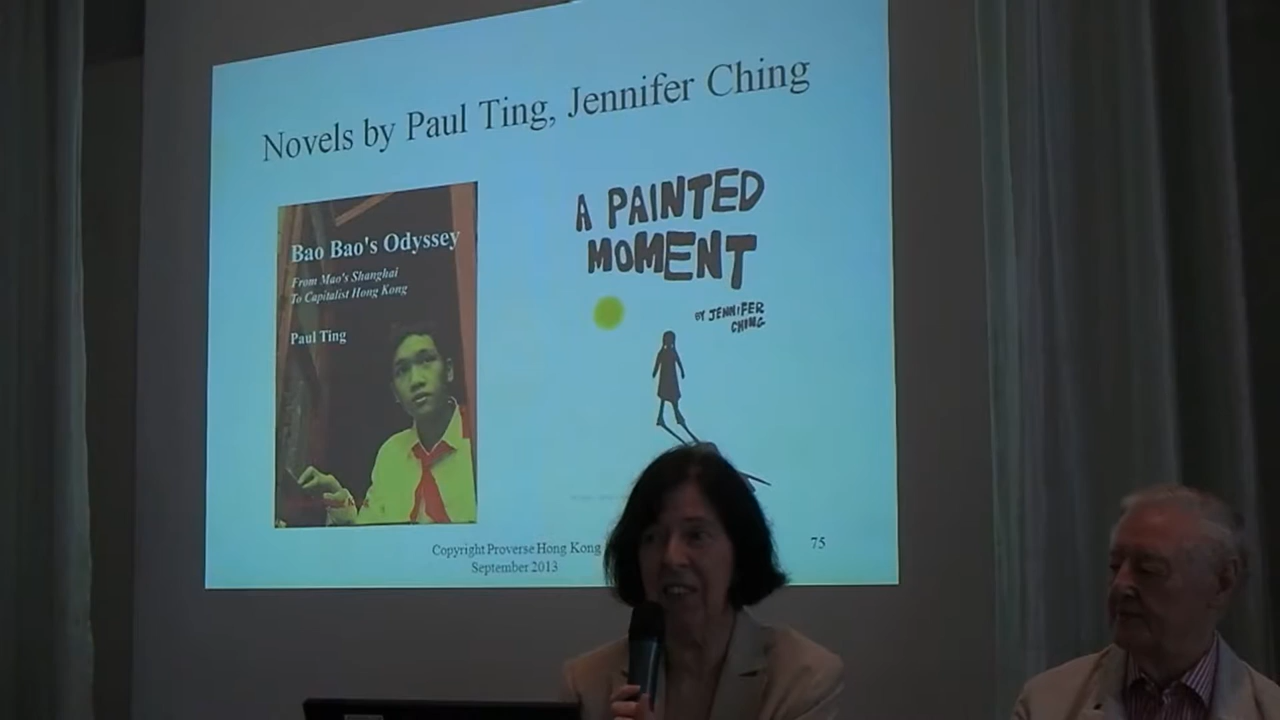 Novels by Paul Ting, Jennifer Ching
Bao Bao's Odyssey
From Mao's Shanghai
To Capitalist Hong Kong
Paul Ting
A PAINTED
MOMENT
BY JENNIFER
CHING
Copyright Proverse Hong Kong
September 2013
75